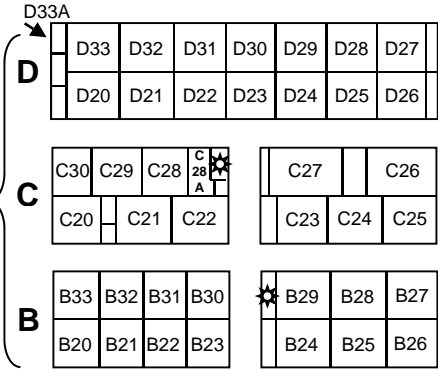 D33A
D33 D32 D31 D30 D29 D28 D27
D
D20 D21 D22 D23 D24 D25 D26
C30 C29 C28 C 28 A C27 C26
C
C20 C21 C22 C23 C24 C25
B33 B32 B31 B30 B29 B28 B27
B
B20 B21 B22 B23 B24 B25 B26